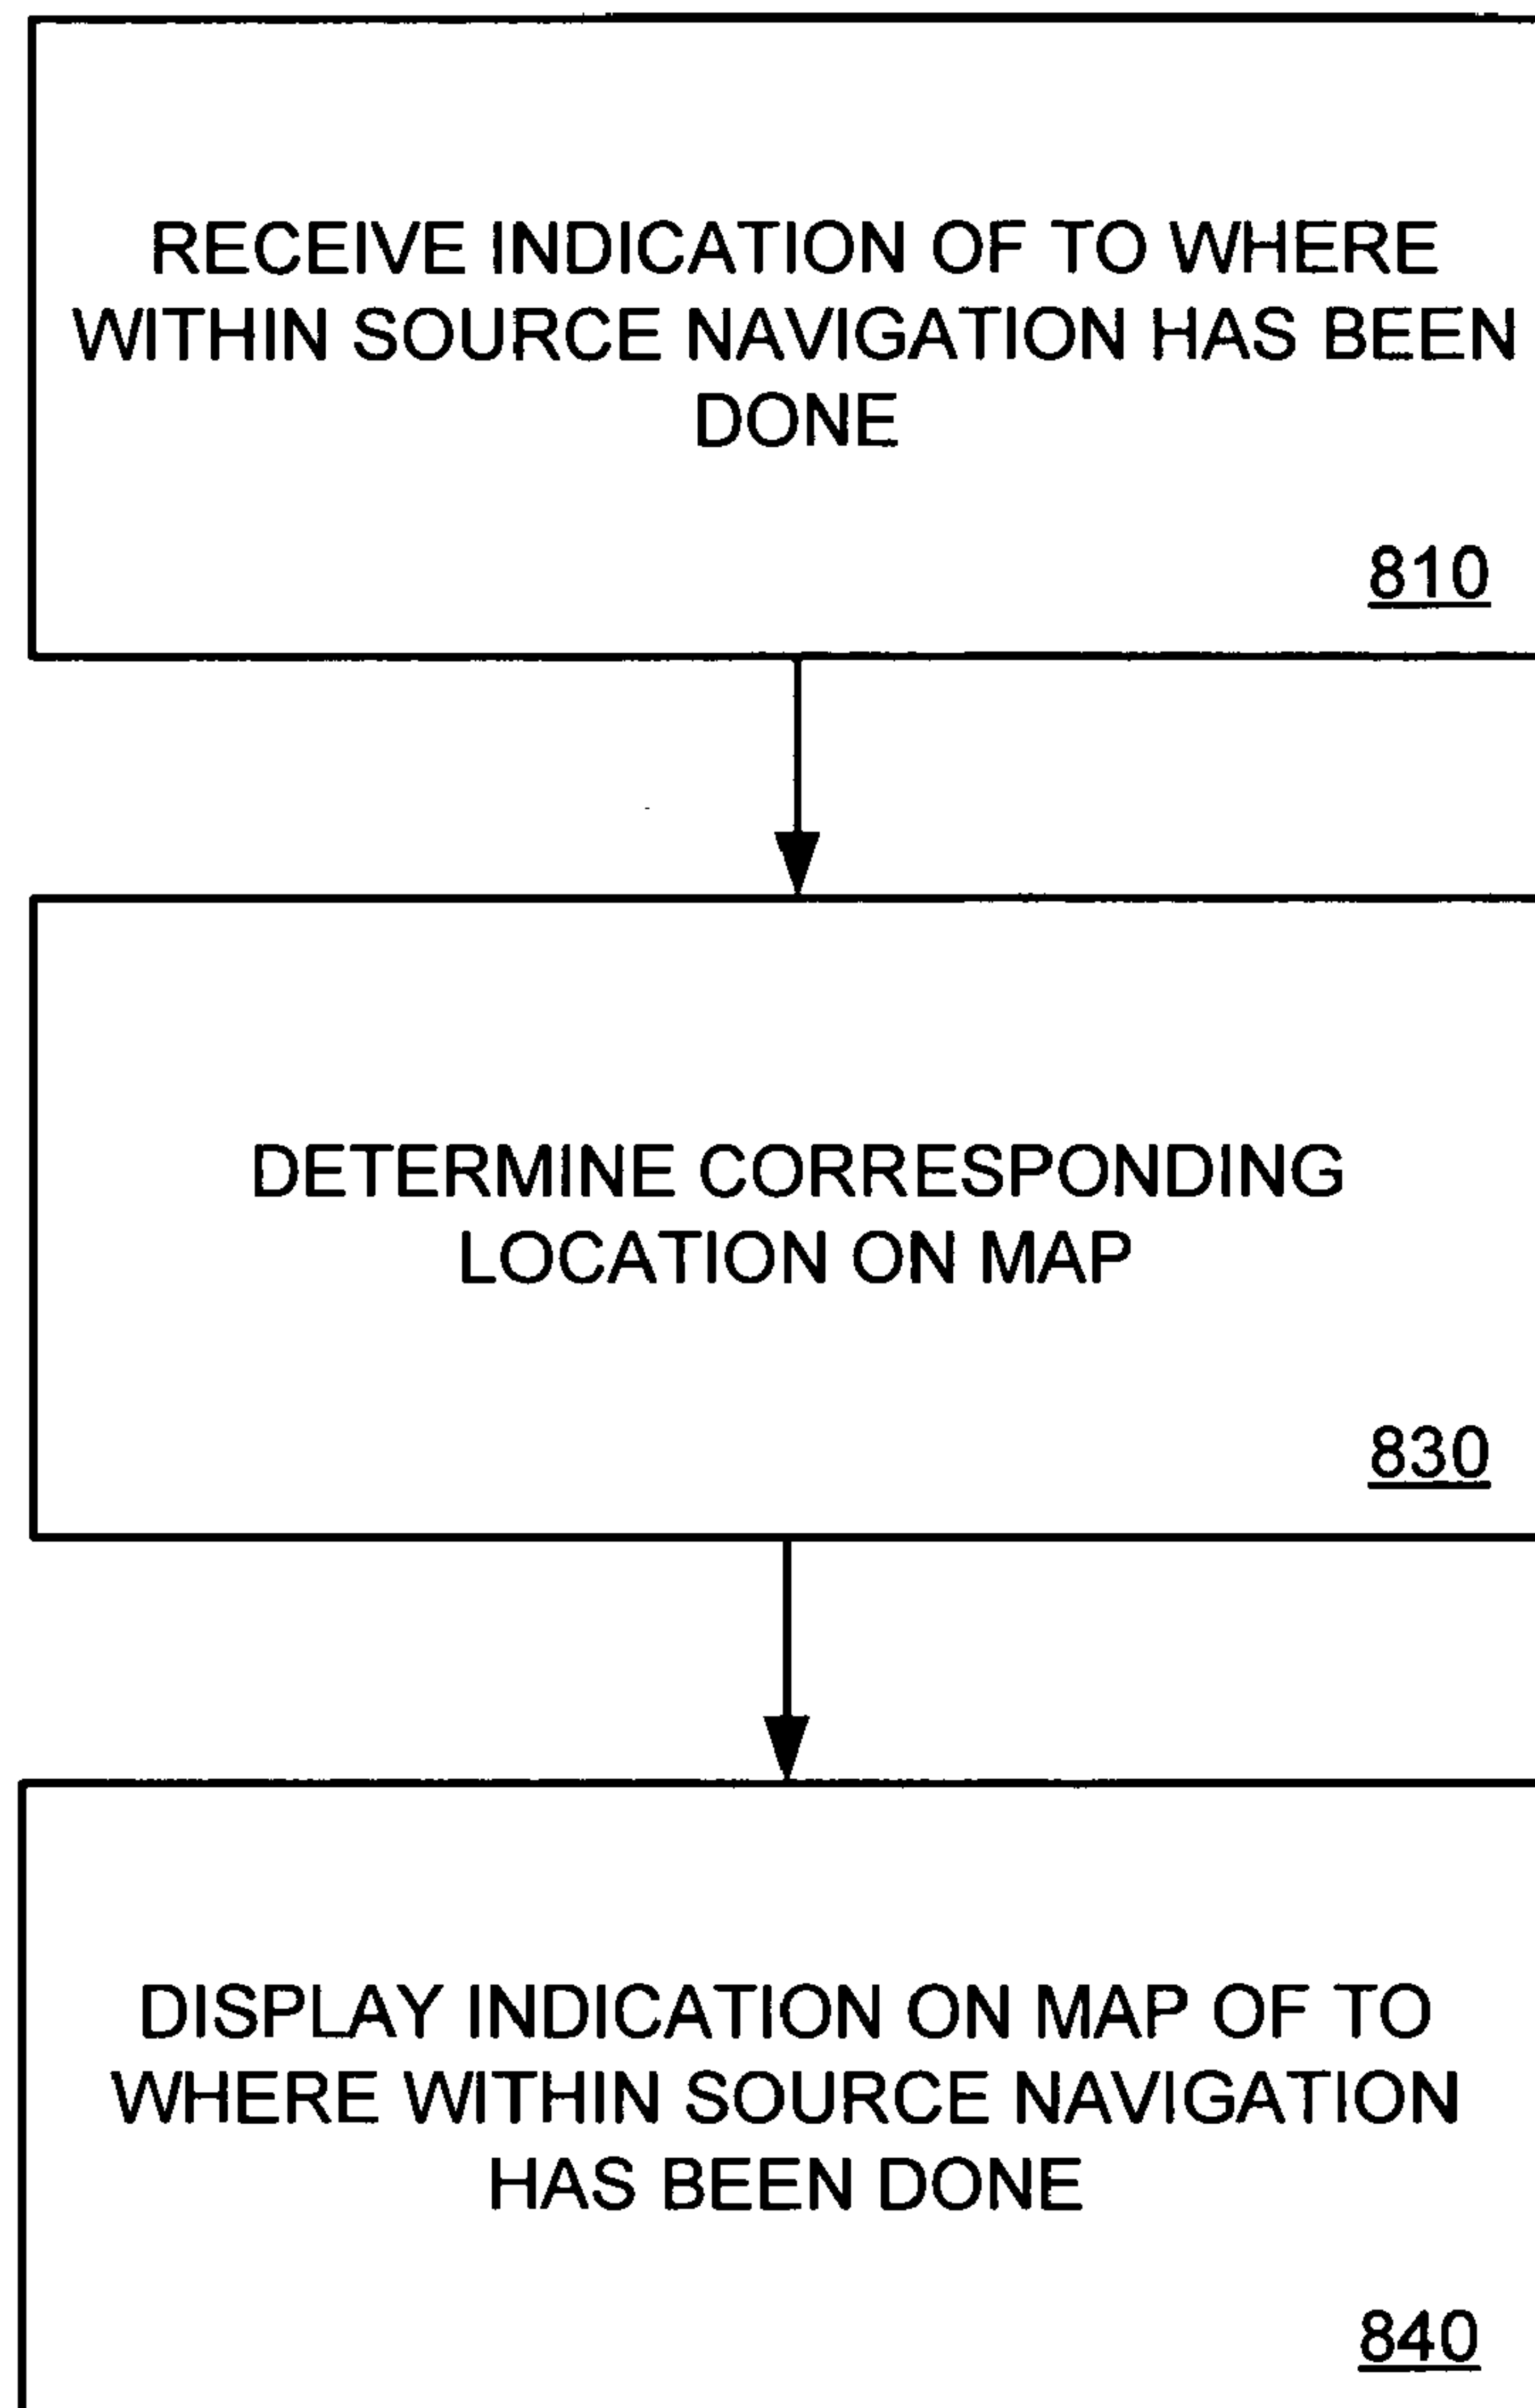 RECEIVE INDICATION OF TO WHERE
WITHIN SOURCE NAVIGATION HAS BEEN
DONE
810
DETERMINE CORRESPONDING
LOCATION ON MAP
830
DISPLAY INDICATION ON MAP OF TO
WHERE WITHIN SOURCE NAVIGATION
HAS BEEN DONE
840